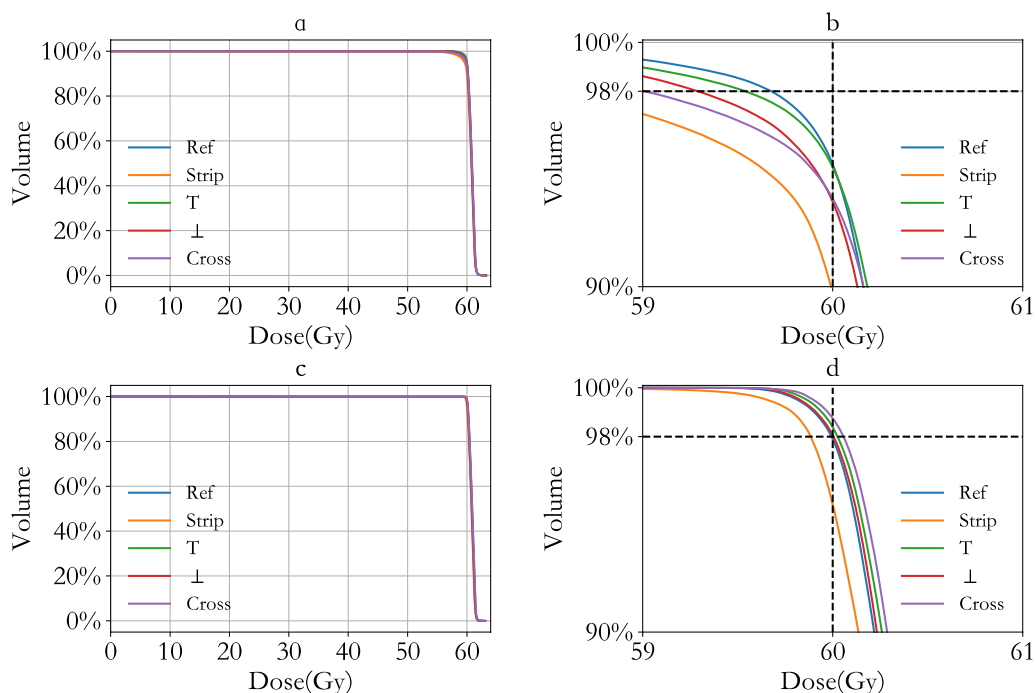 a
Volume
100%
80%
60%
40%
20%
0%
Ref
Strip
T
⊥
Cross
0 10 20 30 40 50 60
Dose(Gy)
b
Volume
100%
98%
90%
Ref
Strip
T
⊥
Cross
59 60 61
Dose(Gy)
c
Volume
100%
80%
60%
40%
20%
0%
Ref
Strip
T
⊥
Cross
0 10 20 30 40 50 60
Dose(Gy)
d
Volume
100%
98%
90%
Ref
Strip
T
⊥
Cross
59 60 61
Dose(Gy)